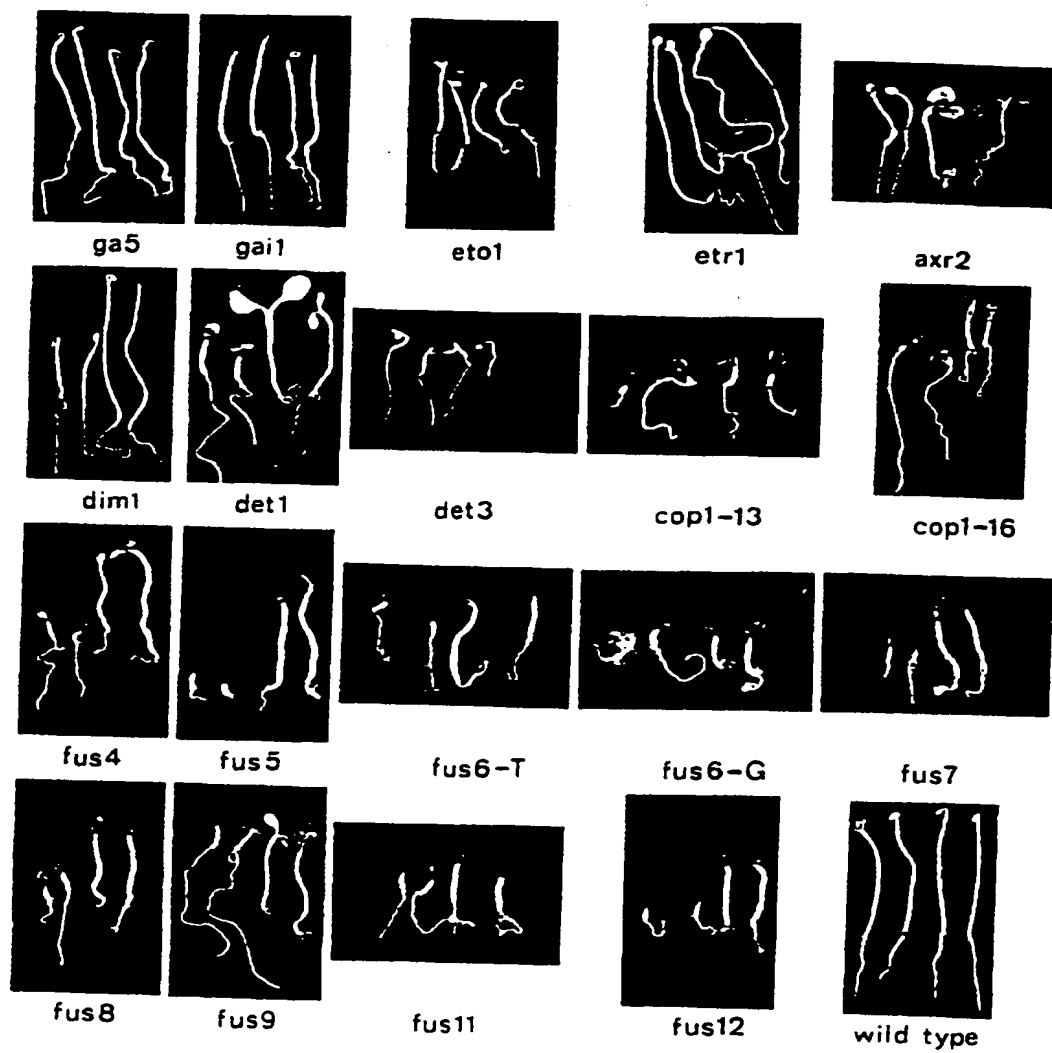 ga5 gai1 eto1 etr1 axr2
dim1 det1 det3 cop1-13 cop1-16
fus4 fus5 fus6-T fus6-G fus7
fus8 fus9 fus11 fus12 wild type